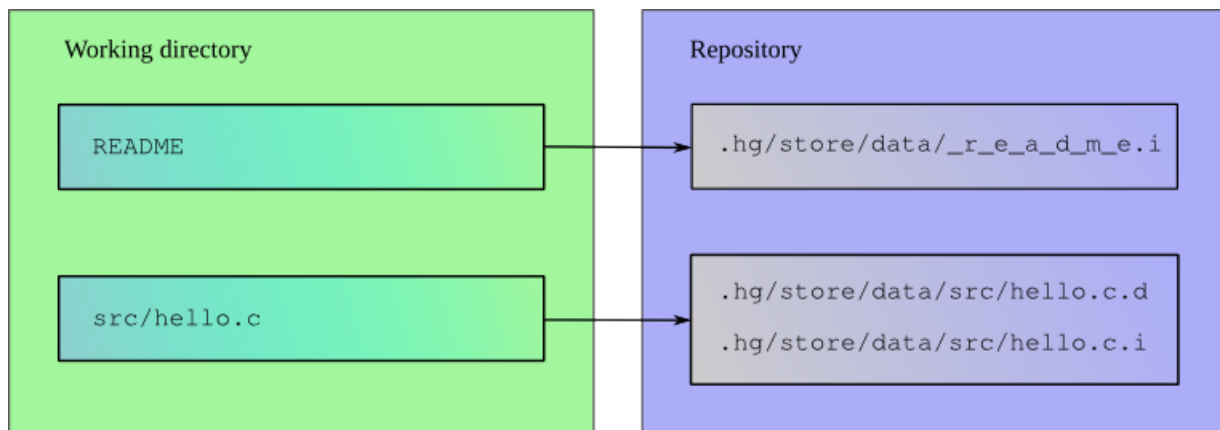 Working directory
Repository
README
.hg/store/data/_r_e_a_d_m_e.i
src/hello.c
.hg/store/data/src/hello.c.d
.hg/store/data/src/hello.c.i